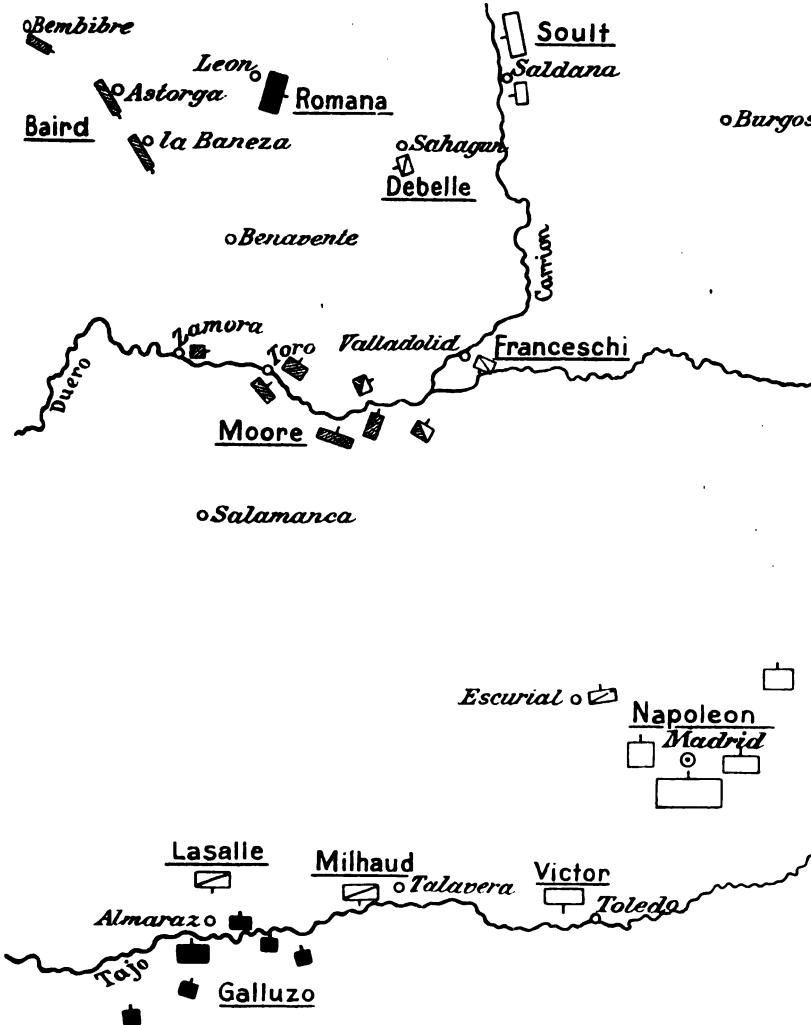 Bembibre
Soult
Leon
Saldana
Astorga
Romana
Baird
Burgos
la Baneza
Sahagun
Debelle
Benavente
Carrion
Zamora
Toro
Valladolid
Franceschi
Duero
Moore
Salamanca
Escurial
Napoleon
Madrid
Lasalle
Milhaud
Victor
Talavera
Almaraz
Toledo
Tajo
Galluzo